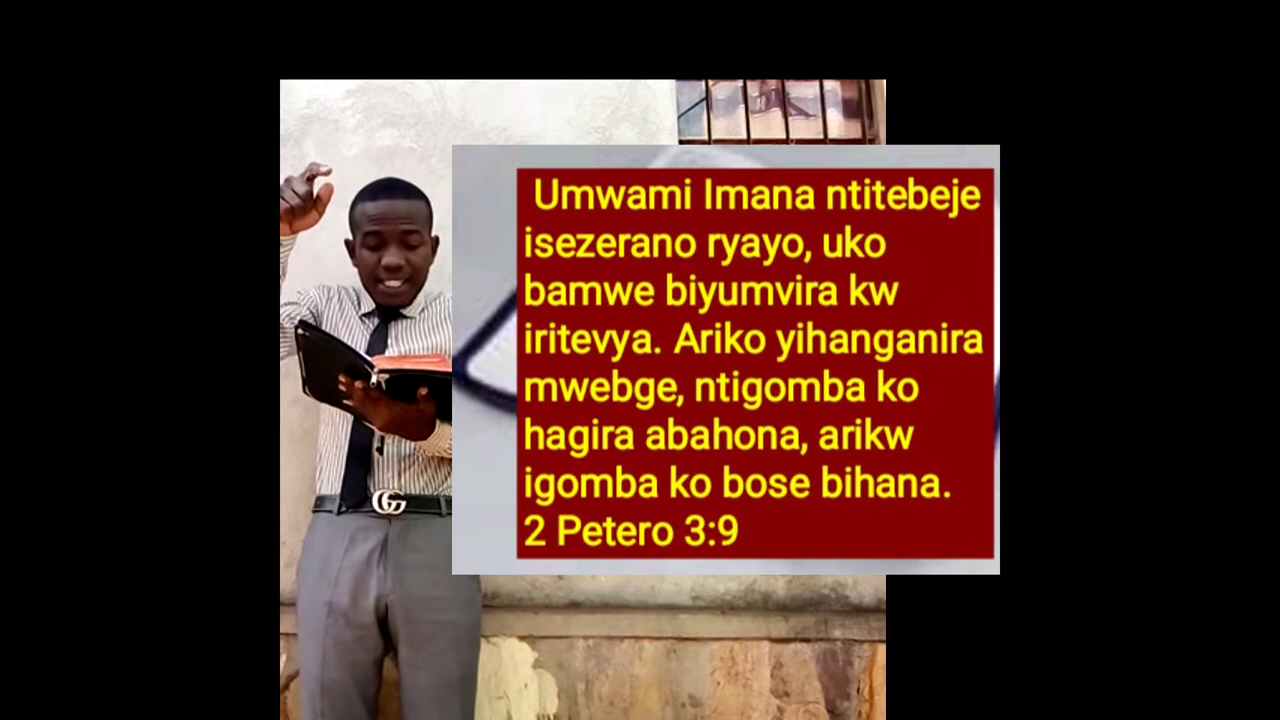 Umwami Imana ntitebeje
isezerano ryayo, uko
bamwe biyumvira kw
iritevya. Ariko yihanganira
mwebge, ntigomba ko
hagira abahona, arikw
igomba ko bose bihana.
2 Petero 3:9